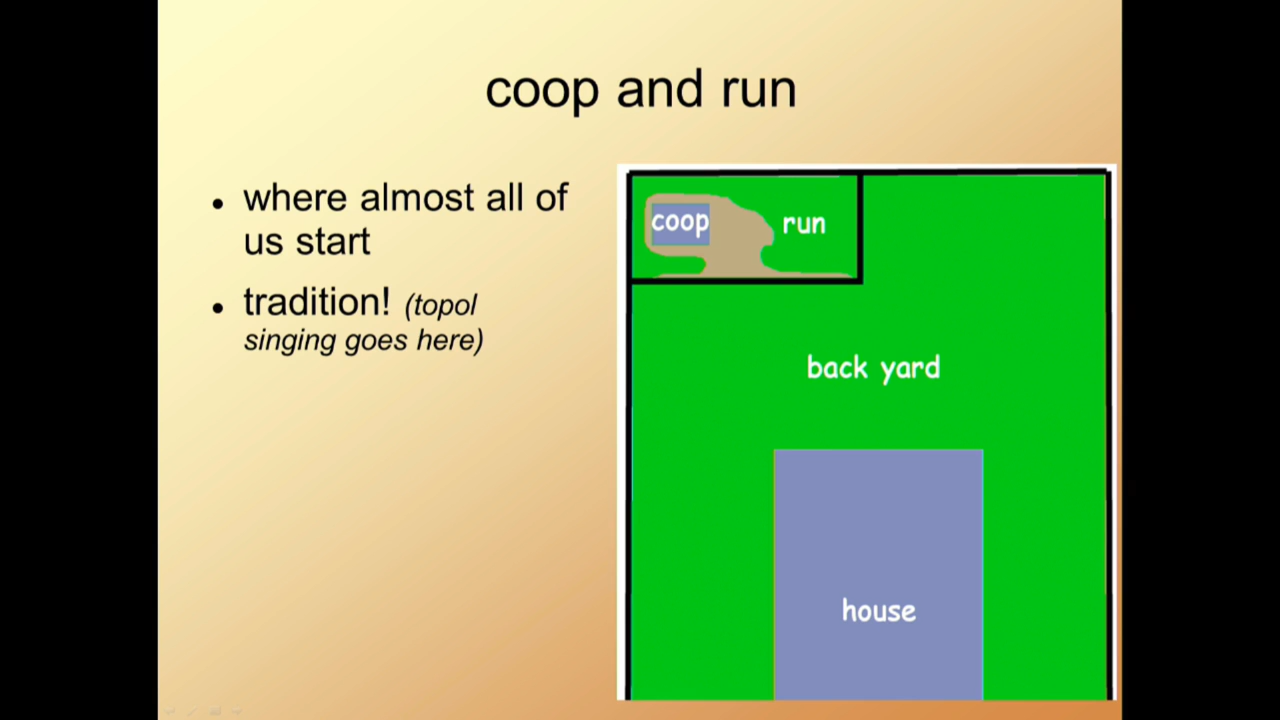 coop and run
where almost all of
us start
tradition! (topol
singing goes here)
coop
run
back yard
house